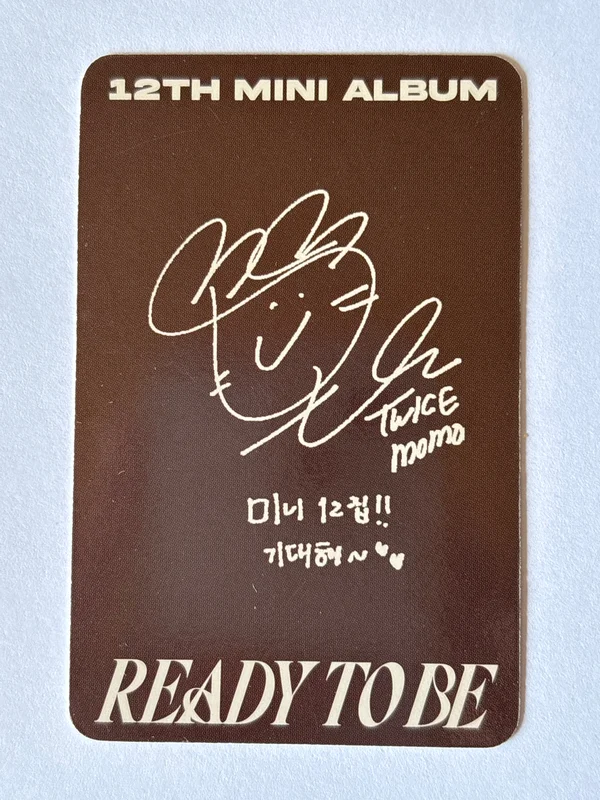 12TH MINI ALBUM
TWICE
MOMO
미니 12집!!
기대해~
READY TO BE